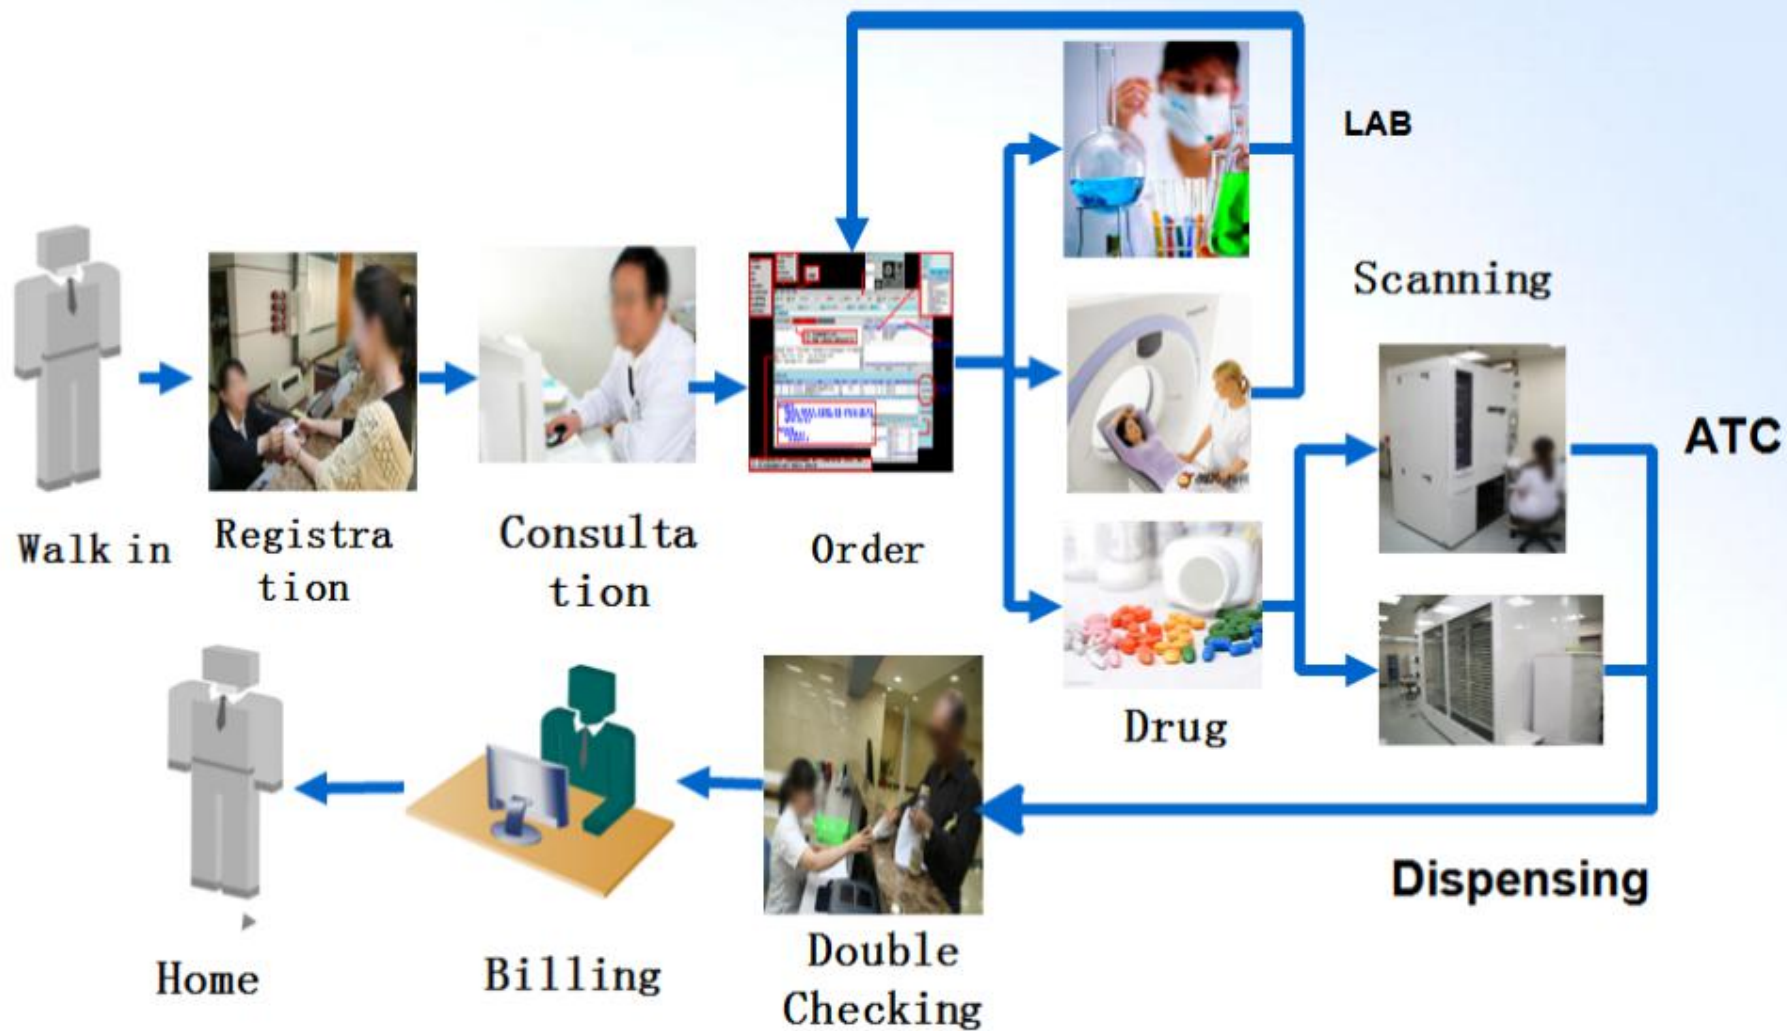 LAB
Scanning
ATC
Walk in
Registra
tion
Consulta
tion
Order
Drug
Dispensing
Home
Billing
Double
Checking